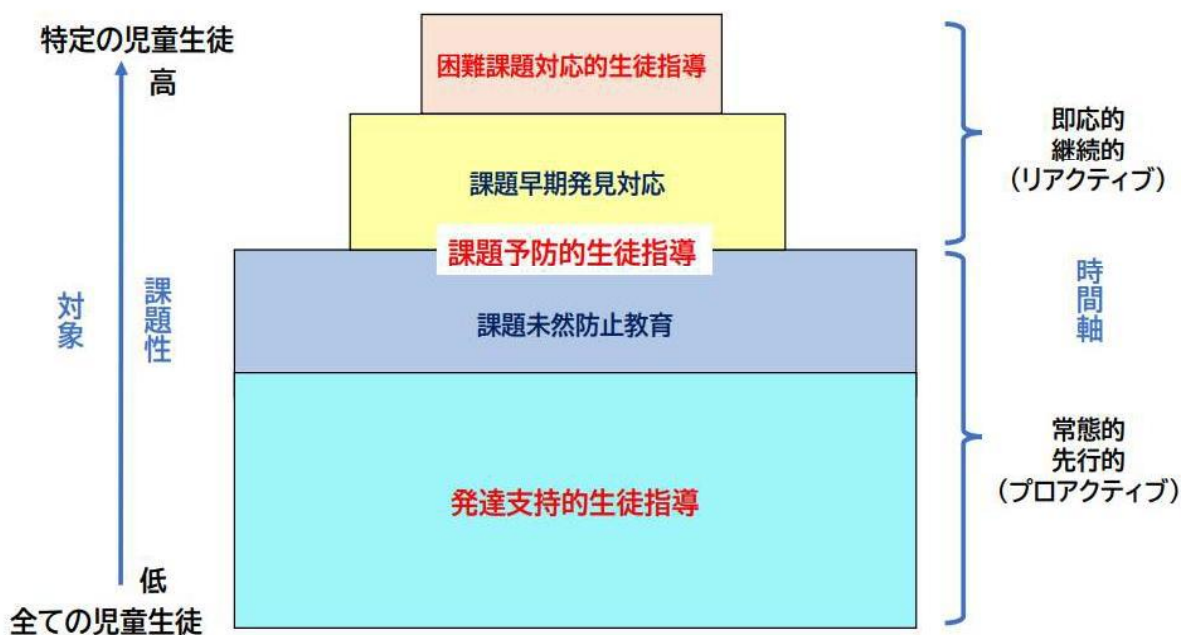 特定の児童生徒
高
困難課題対応的生徒指導
即応的
継続的
(リアクティブ)
課題早期発見対応
課題予防的生徒指導
対象
課題性
時間軸
課題未然防止教育
常態的
先行的
(プロアクティブ)
発達支持的生徒指導
低
全ての児童生徒